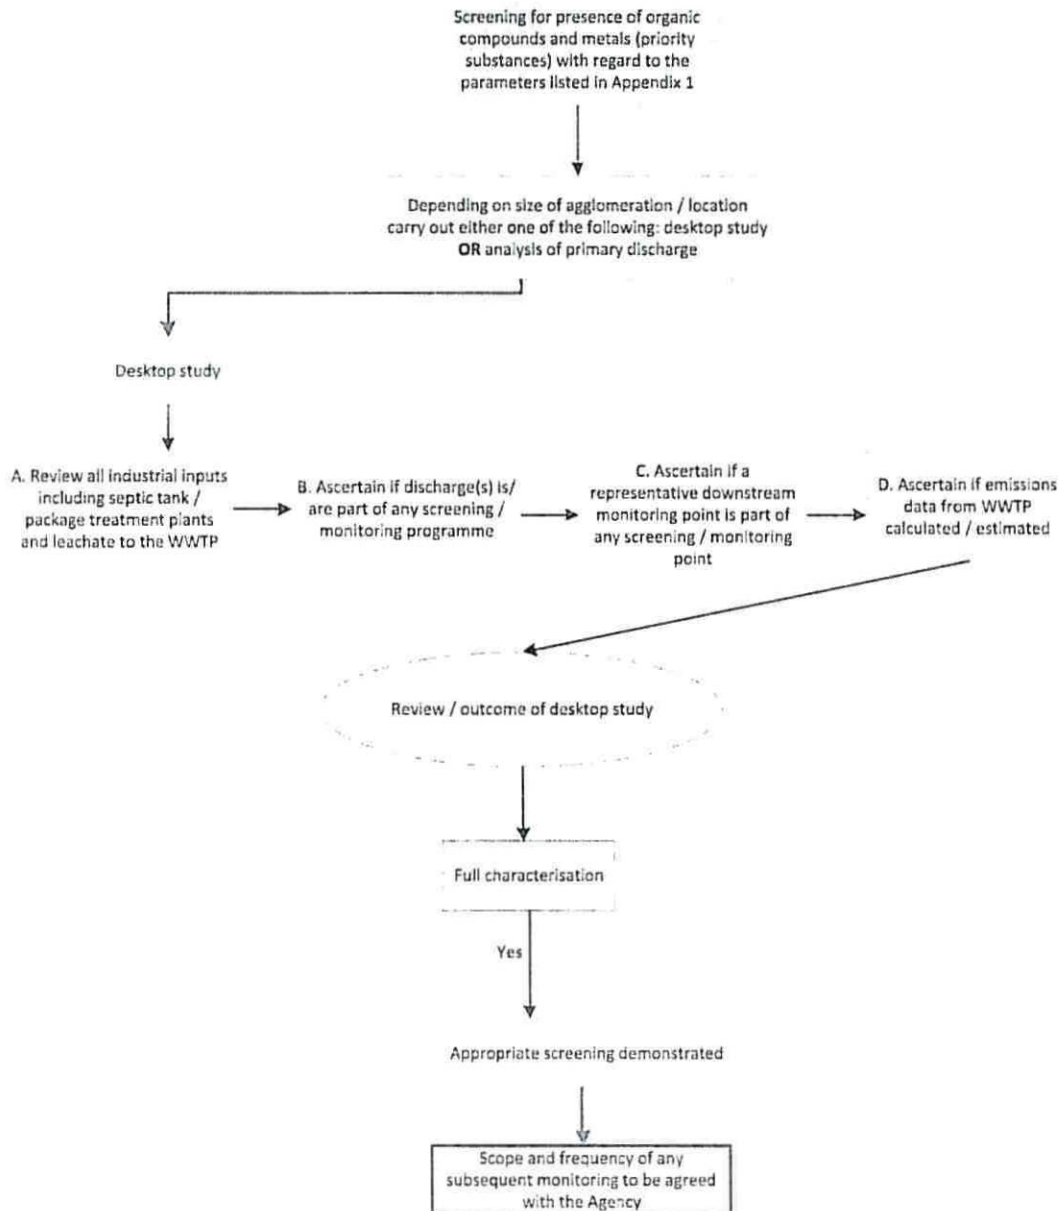 Screening for presence of organic
compounds and metals (priority
substances) with regard to the
parameters listed in Appendix 1
Depending on size of agglomeration / location
carry out either one of the following: desktop study
OR analysis of primary discharge
Desktop study
A. Review all industrial inputs
including septic tank /
package treatment plants
and leachate to the WWTP
B. Ascertain if discharge(s) is/
are part of any screening /
monitoring programme
C. Ascertain if a
representative downstream
monitoring point is part of
any screening / monitoring
point
D. Ascertain if emissions
data from WWTP
calculated / estimated
Review / outcome of desktop study
Full characterisation
Yes
Appropriate screening demonstrated
Scope and frequency of any
subsequent monitoring to be agreed
with the Agency